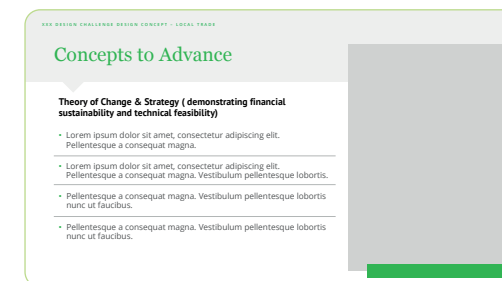 XXX DESIGN CHALLENGE DESIGN CONCEPT – LOCAL TRADE
Concepts to Advance
Theory of Change & Strategy ( demonstrating financial
sustainability and technical feasibility)
• Lorem ipsum dolor sit amet, consectetur adipiscing elit.
Pellentesque a consequat magna.
• Lorem ipsum dolor sit amet, consectetur adipiscing elit.
Pellentesque a consequat magna. Vestibulum pellentesque lobortis.
• Pellentesque a consequat magna. Vestibulum pellentesque lobortis
nunc ut faucibus.
• Pellentesque a consequat magna. Vestibulum pellentesque lobortis
nunc ut faucibus.